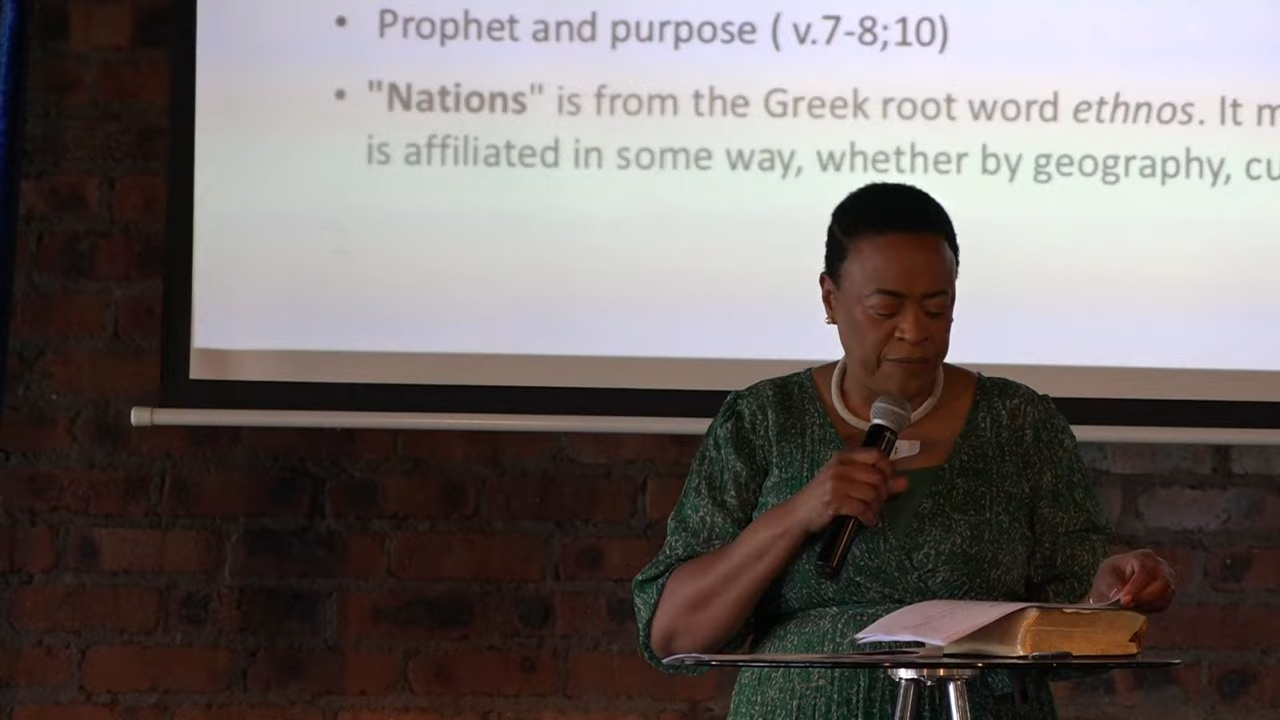 • Prophet and purpose ( v.7-8;10)
• "Nations" is from the Greek root word ethnos. It
is affiliated in some way, whether by geography,